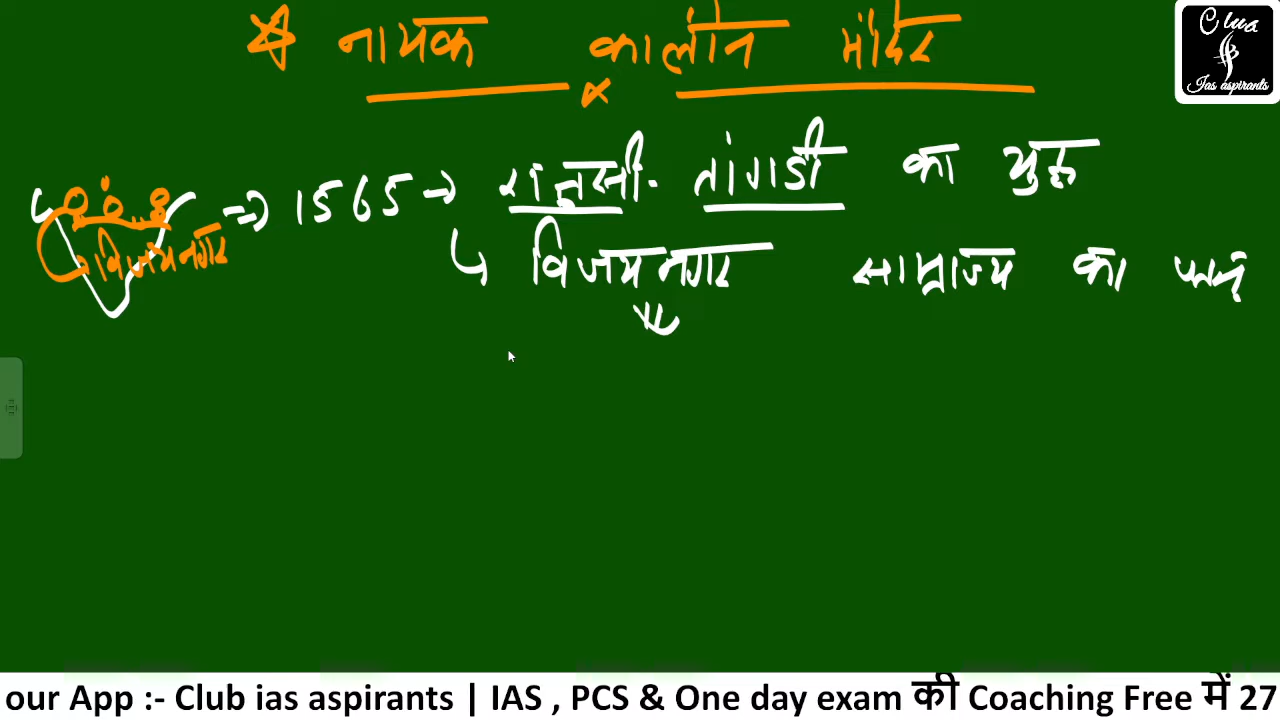 नायक कालीन मंदिर
Club
Ias aspirants
1565 → राक्षसी तांगड़ी का युद्ध
विजयनगर
↳ विजयनगर साम्राज्य का पतन
our App :- Club ias aspirants | IAS , PCS & One day exam की Coaching Free में 27